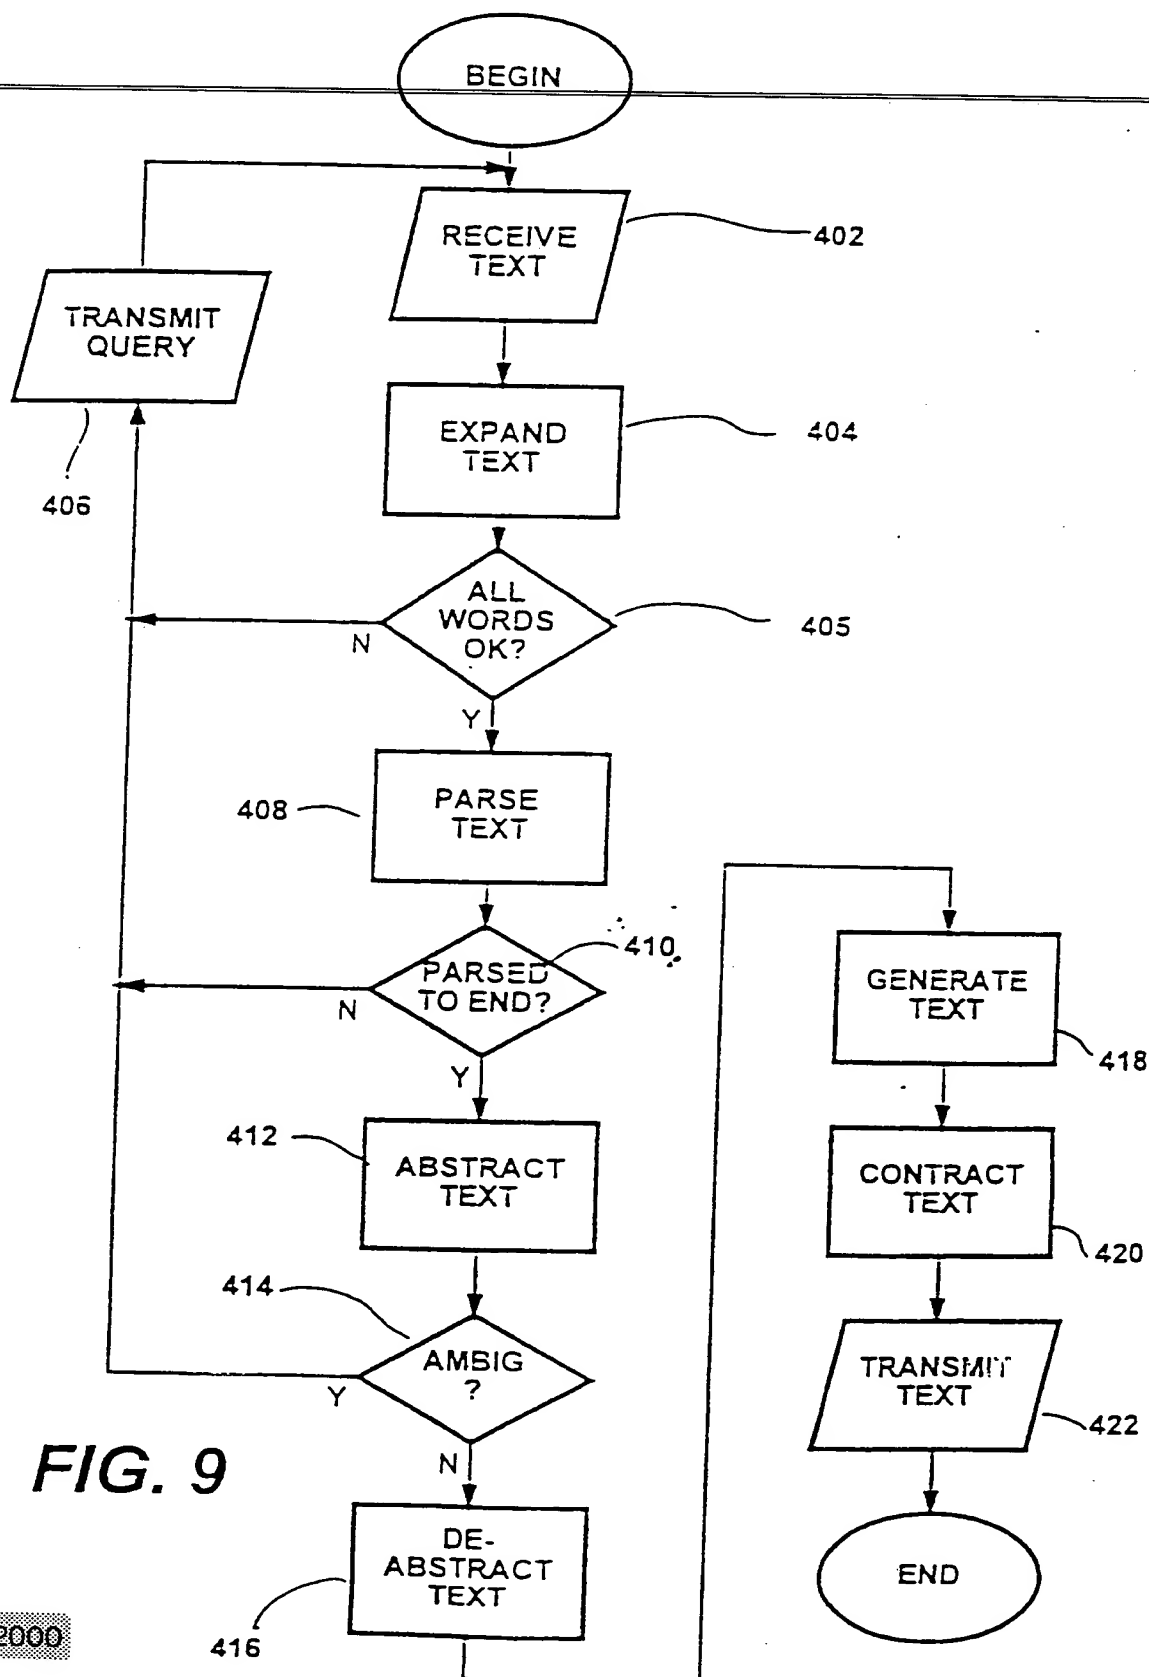 BEGIN
RECEIVE
TEXT
402
TRANSMIT
QUERY
406
EXPAND
TEXT
404
ALL
WORDS
OK?
405
N
Y
PARSE
TEXT
408
PARSED
TO END?
410
N
Y
ABSTRACT
TEXT
412
AMBIG
?
414
Y
N
DE-
ABSTRACT
TEXT
416
GENERATE
TEXT
418
CONTRACT
TEXT
420
TRANSMIT
TEXT
422
END
FIG. 9
2000